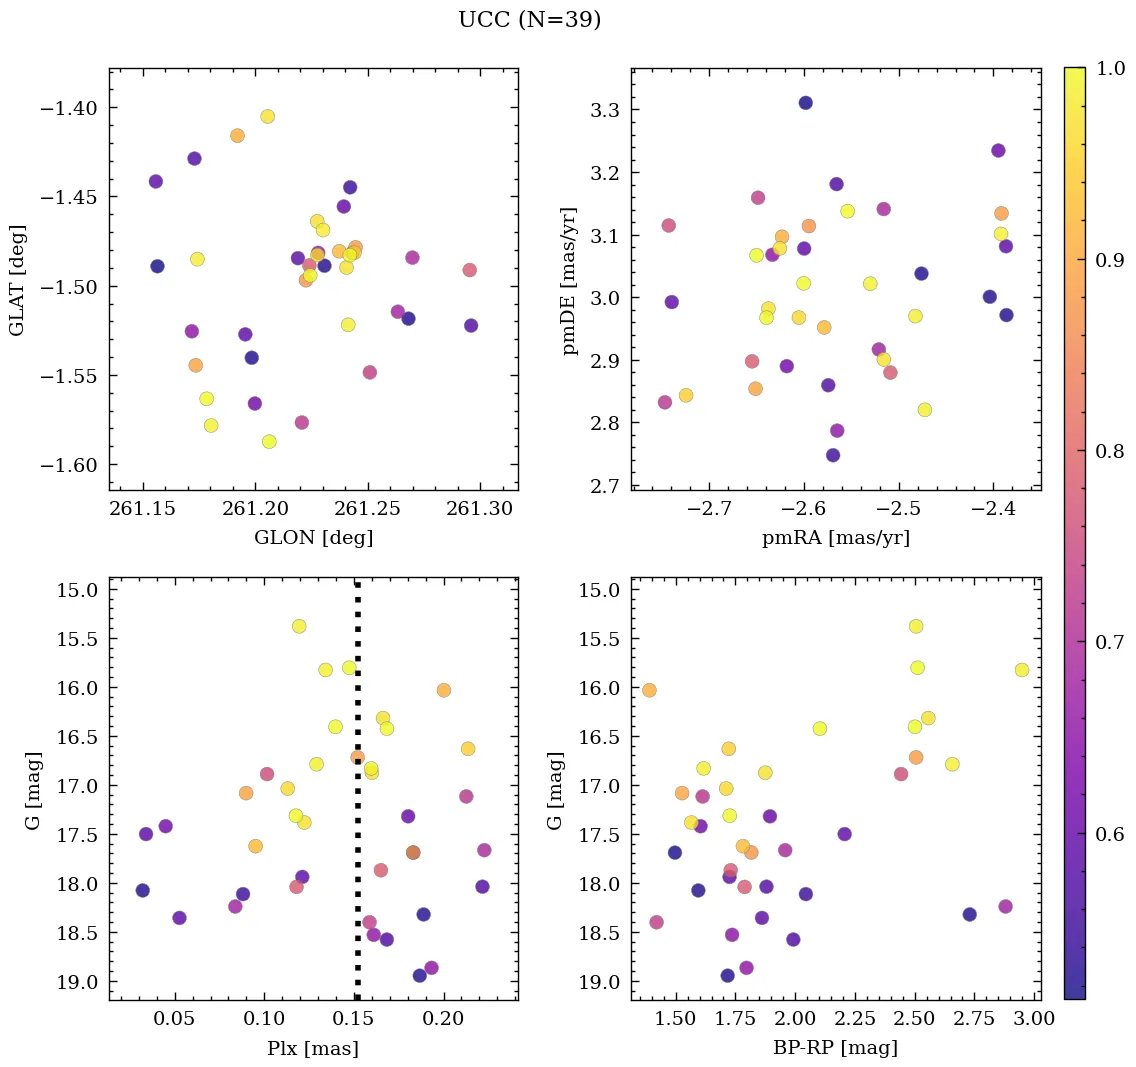 UCC (N=39)
−1.40
−1.45
−1.50
−1.55
−1.60
GLAT [deg]
261.15 261.20 261.25 261.30
GLON [deg]
3.3
3.2
3.1
3.0
2.9
2.8
2.7
pmDE [mas/yr]
−2.7 −2.6 −2.5 −2.4
pmRA [mas/yr]
15.0
15.5
16.0
16.5
17.0
17.5
18.0
18.5
19.0
G [mag]
0.05 0.10 0.15 0.20
Plx [mas]
15.0
15.5
16.0
16.5
17.0
17.5
18.0
18.5
19.0
G [mag]
1.50 1.75 2.00 2.25 2.50 2.75 3.00
BP-RP [mag]
1.0
0.9
0.8
0.7
0.6